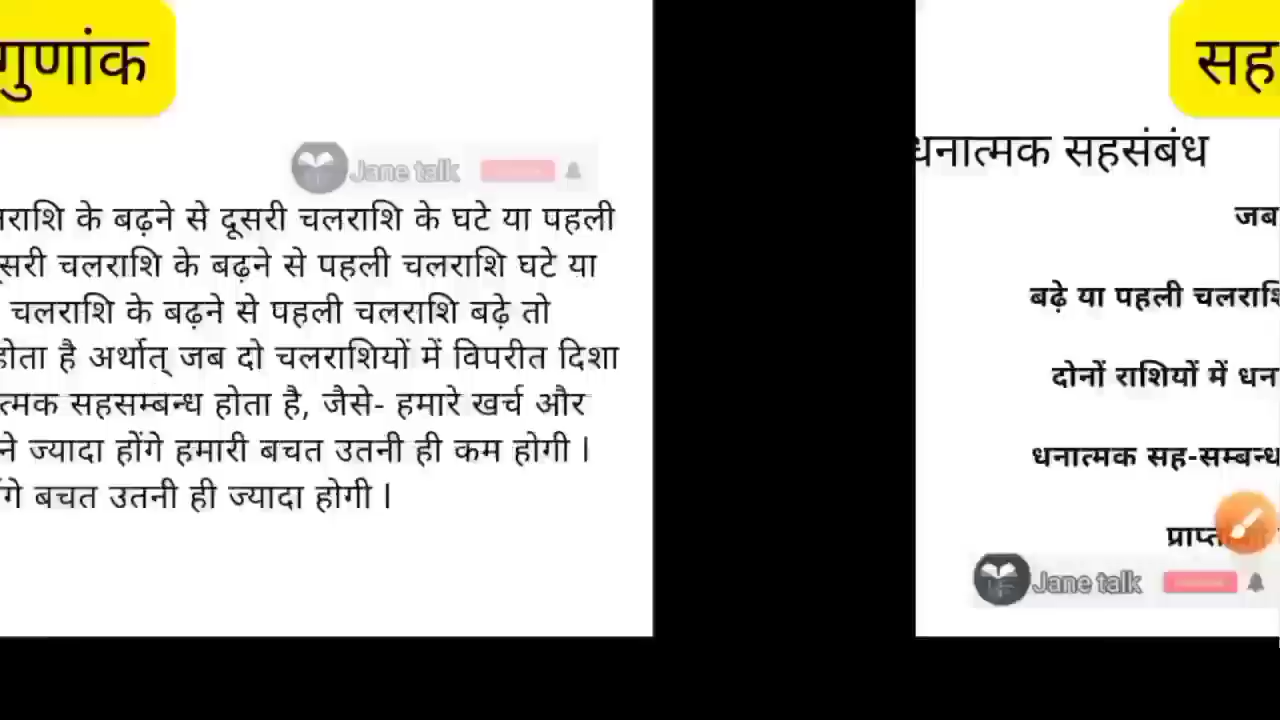 गुणांक
Jane talk
के बढ़ने से दूसरी चलराशि के घटे या पहली
चलराशि के बढ़ने से पहली चलराशि घटे या
चलराशि के बढ़ने से पहली चलराशि बढ़े तो
होता है अर्थात् जब दो चलराशियों में विपरीत दिशा
सहसम्बन्ध होता है, जैसे- हमारे खर्च और
ज्यादा होंगे हमारी बचत उतनी ही कम होगी ।
बचत उतनी ही ज्यादा होगी ।
सह
धनात्मक सहसंबंध
जब
बढ़े या पहली चलराशि
दोनों राशियों में धन
धनात्मक सह-सम्बन्ध
Jane talk